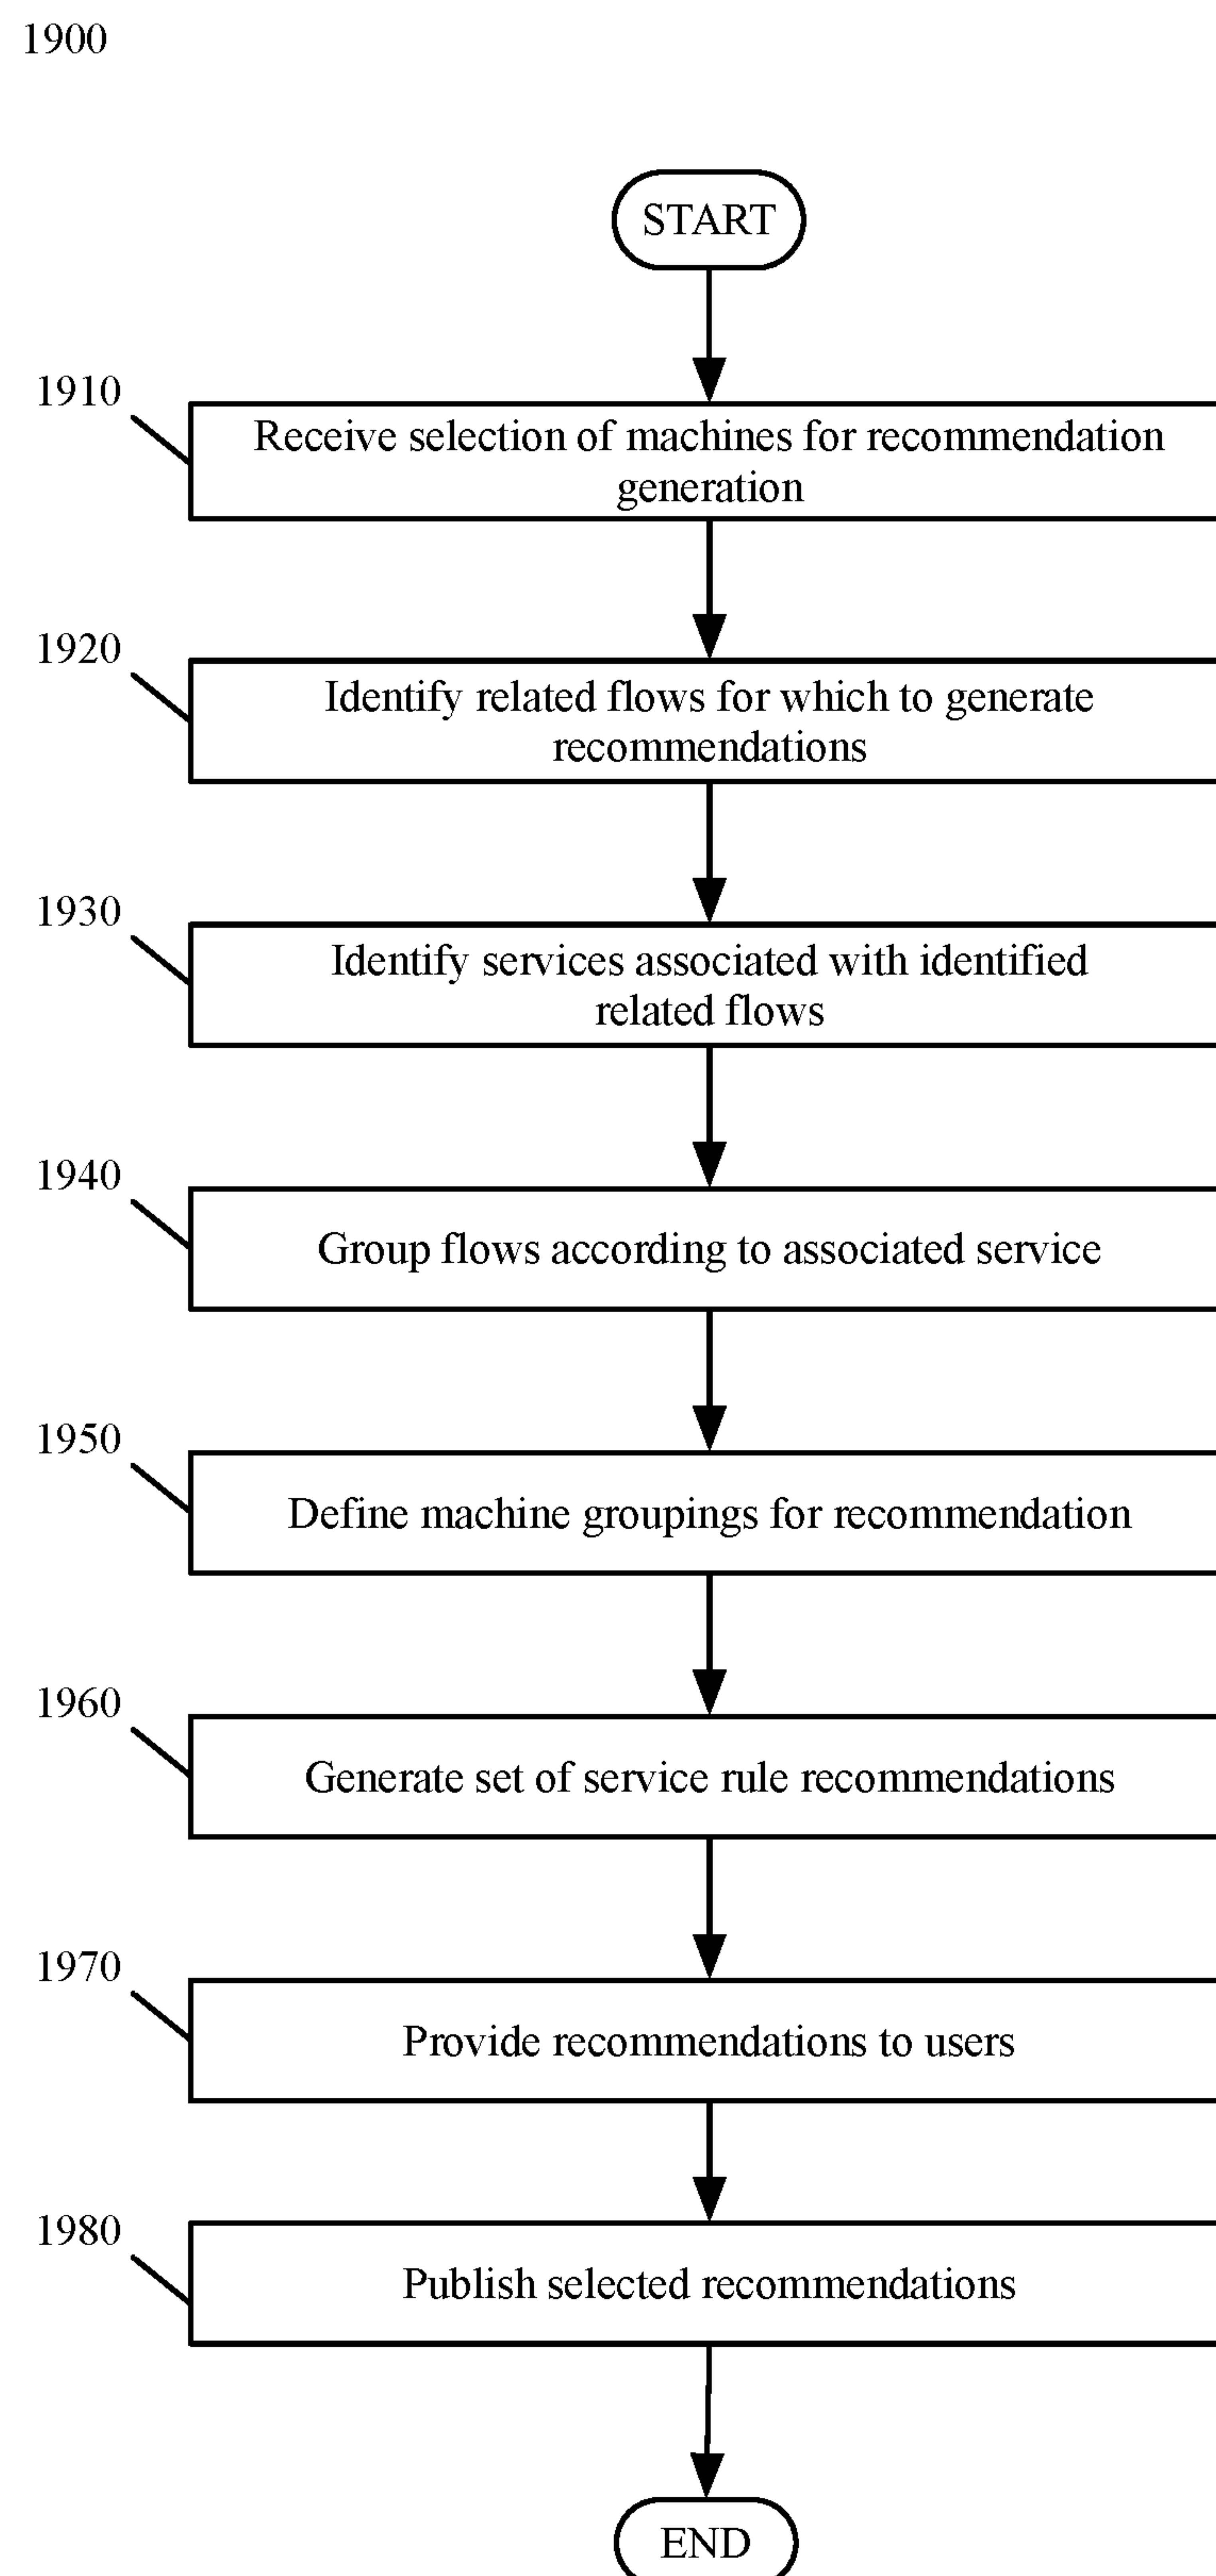 1900
START
1910
Receive selection of machines for recommendation
generation
1920
Identify related flows for which to generate
recommendations
1930
Identify services associated with identified
related flows
1940
Group flows according to associated service
1950
Define machine groupings for recommendation
1960
Generate set of service rule recommendations
1970
Provide recommendations to users
1980
Publish selected recommendations
END